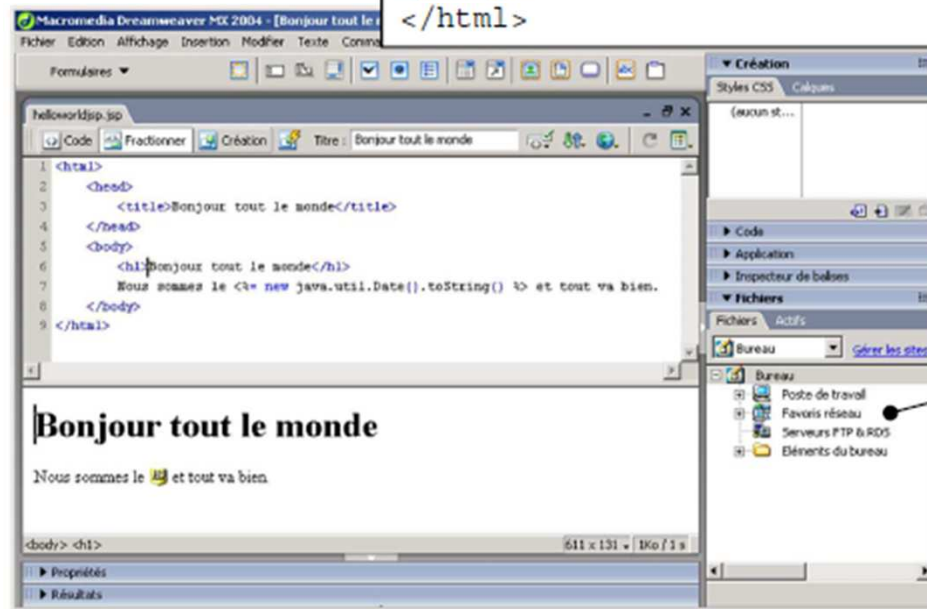 </html>
Macromedia Dreamweaver MX 2004 - [Bonjour tout le
Fichier Edition Affichage Insertion Modifier Texte Comma
Formulaires
helloworldjsp.jsp
Code Fractionner Création Titre : Bonjour tout le monde
1 <html>
2 <head>
3 <title>Bonjour tout le monde</title>
4 </head>
5 <body>
6 <h1>Bonjour tout le monde</h1>
7 Nous sommes le <%= new java.util.Date().toString() %> et tout va bien.
8 </body>
9 </html>
Bonjour tout le monde
Nous sommes le et tout va bien.
<body> <h1>
611 x 131 1Ko / 1 s
Propriétés
Résultats
Création
Styles CSS Calques
(aucun st...
Code
Application
Inspecteur de balises
Fichiers
Fichiers Actifs
Bureau Gérer les sites
Bureau
Poste de travail
Favoris réseau
Serveurs FTP & RDS
Eléments du bureau